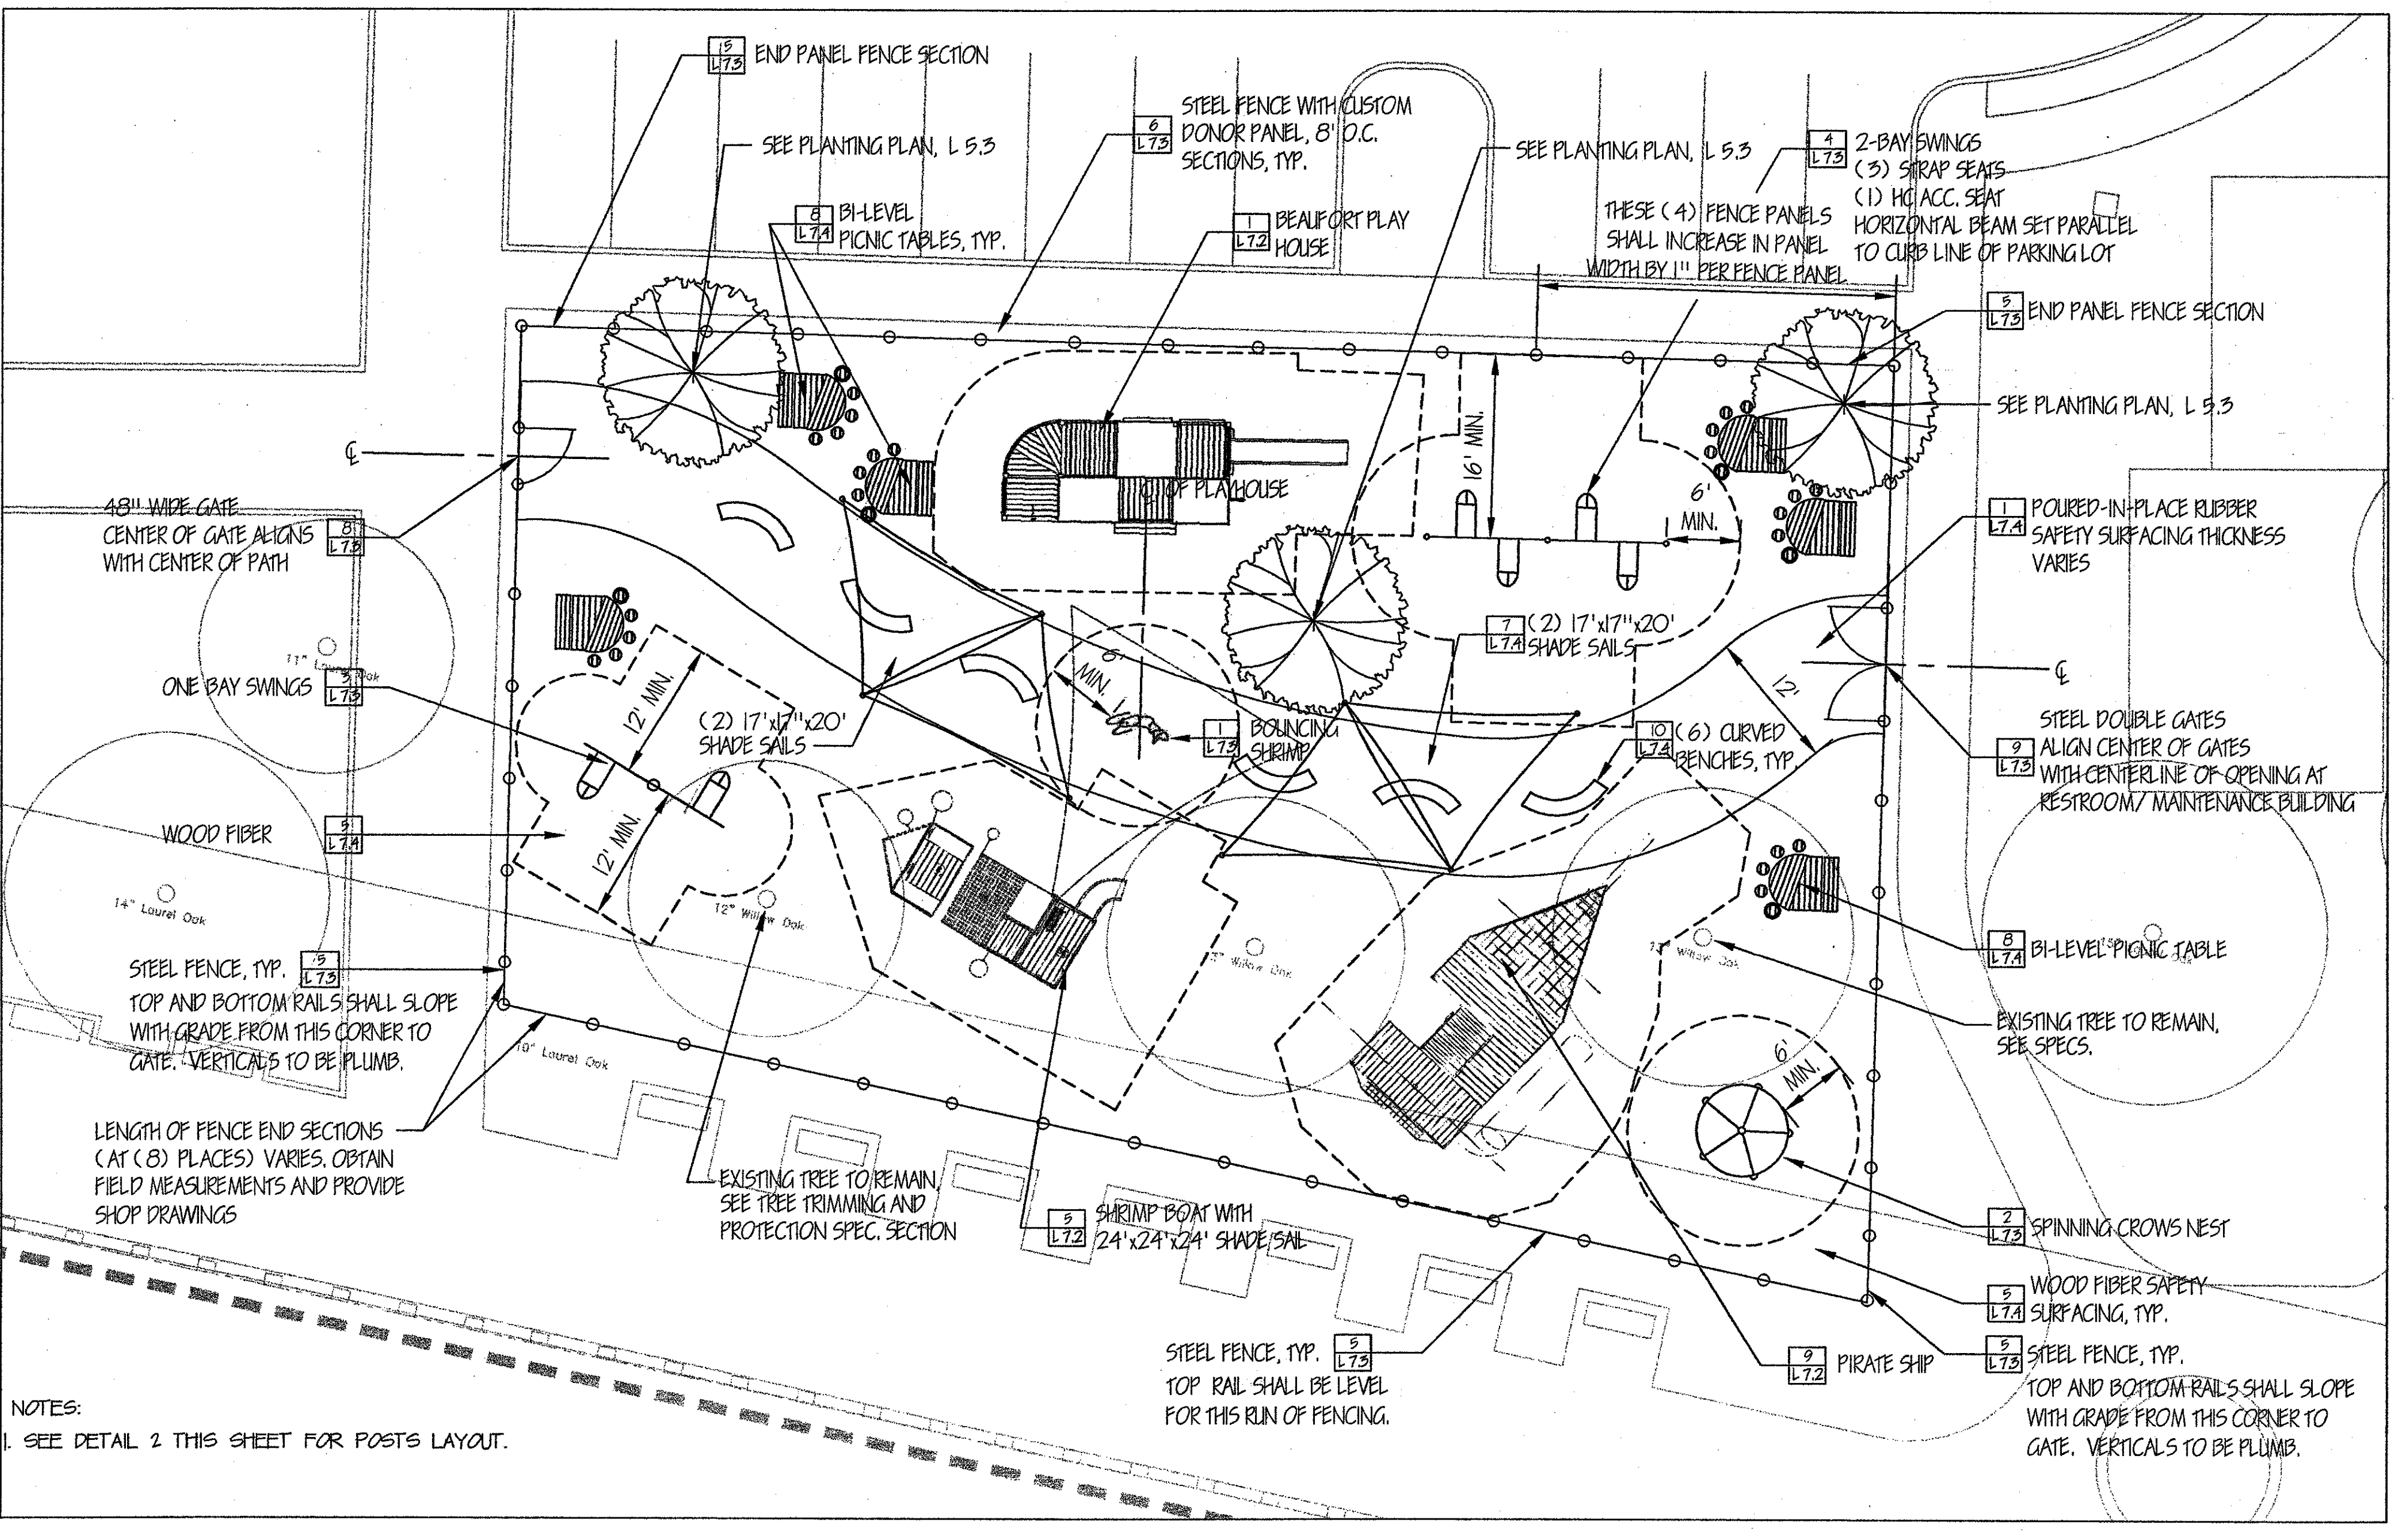 5
L7.3
END PANEL FENCE SECTION
SEE PLANTING PLAN, L 5.3
8
L7.4
BI-LEVEL
PICNIC TABLES, TYP.
6
L7.3
STEEL FENCE WITH CUSTOM
DONOR PANEL, 8' O.C.
SECTIONS, TYP.
1
L7.2
BEAUFORT PLAY
HOUSE
SEE PLANTING PLAN, L 5.3
THESE (4) FENCE PANELS
SHALL INCREASE IN PANEL
WIDTH BY 1" PER FENCE PANEL
4
L7.3
2-BAY SWINGS
(3) STRAP SEATS
(1) HC ACC. SEAT
HORIZONTAL BEAM SET PARALLEL
TO CURB LINE OF PARKING LOT
5
L7.3
END PANEL FENCE SECTION
SEE PLANTING PLAN, L 5.3
℄
48" WIDE GATE
CENTER OF GATE ALIGNS
WITH CENTER OF PATH
8
L7.3
16' MIN.
6'
MIN.
OF PLAYHOUSE
1
L7.4
POURED-IN-PLACE RUBBER
SAFETY SURFACING THICKNESS
VARIES
11" Laurel Oak
ONE BAY SWINGS
3
L7.3
12' MIN.
12' MIN.
(2) 17'x17"x20'
SHADE SAILS
6'
MIN.
1
L7.3
BOUNCING
SHRIMP
7
L7.4
(2) 17'x17"x20'
SHADE SAILS
10
L7.4
(6) CURVED
BENCHES, TYP.
12'
℄
9
L7.3
STEEL DOUBLE GATES
ALIGN CENTER OF GATES
WITH CENTERLINE OF OPENING AT
RESTROOM/ MAINTENANCE BUILDING
WOOD FIBER
5
L7.4
14" Laurel Oak
12" Willow Oak
Willow Oak
13" Willow Oak
8
L7.4
BI-LEVEL PICNIC TABLE
STEEL FENCE, TYP.
5
L7.3
TOP AND BOTTOM RAILS SHALL SLOPE
WITH GRADE FROM THIS CORNER TO
GATE. VERTICALS TO BE PLUMB.
10" Laurel Oak
EXISTING TREE TO REMAIN,
SEE SPECS.
6'
MIN.
LENGTH OF FENCE END SECTIONS
(AT (8) PLACES) VARIES. OBTAIN
FIELD MEASUREMENTS AND PROVIDE
SHOP DRAWINGS
EXISTING TREE TO REMAIN,
SEE TREE TRIMMING AND
PROTECTION SPEC. SECTION
5
L7.2
SHRIMP BOAT WITH
24'x24'x24' SHADE SAIL
2
L7.3
SPINNING CROWS NEST
5
L7.4
WOOD FIBER SAFETY
SURFACING, TYP.
STEEL FENCE, TYP.
5
L7.3
TOP RAIL SHALL BE LEVEL
FOR THIS RUN OF FENCING.
9
L7.2
PIRATE SHIP
5
L7.3
STEEL FENCE, TYP.
TOP AND BOTTOM RAILS SHALL SLOPE
WITH GRADE FROM THIS CORNER TO
GATE. VERTICALS TO BE PLUMB.
NOTES:
1. SEE DETAIL 2 THIS SHEET FOR POSTS LAYOUT.